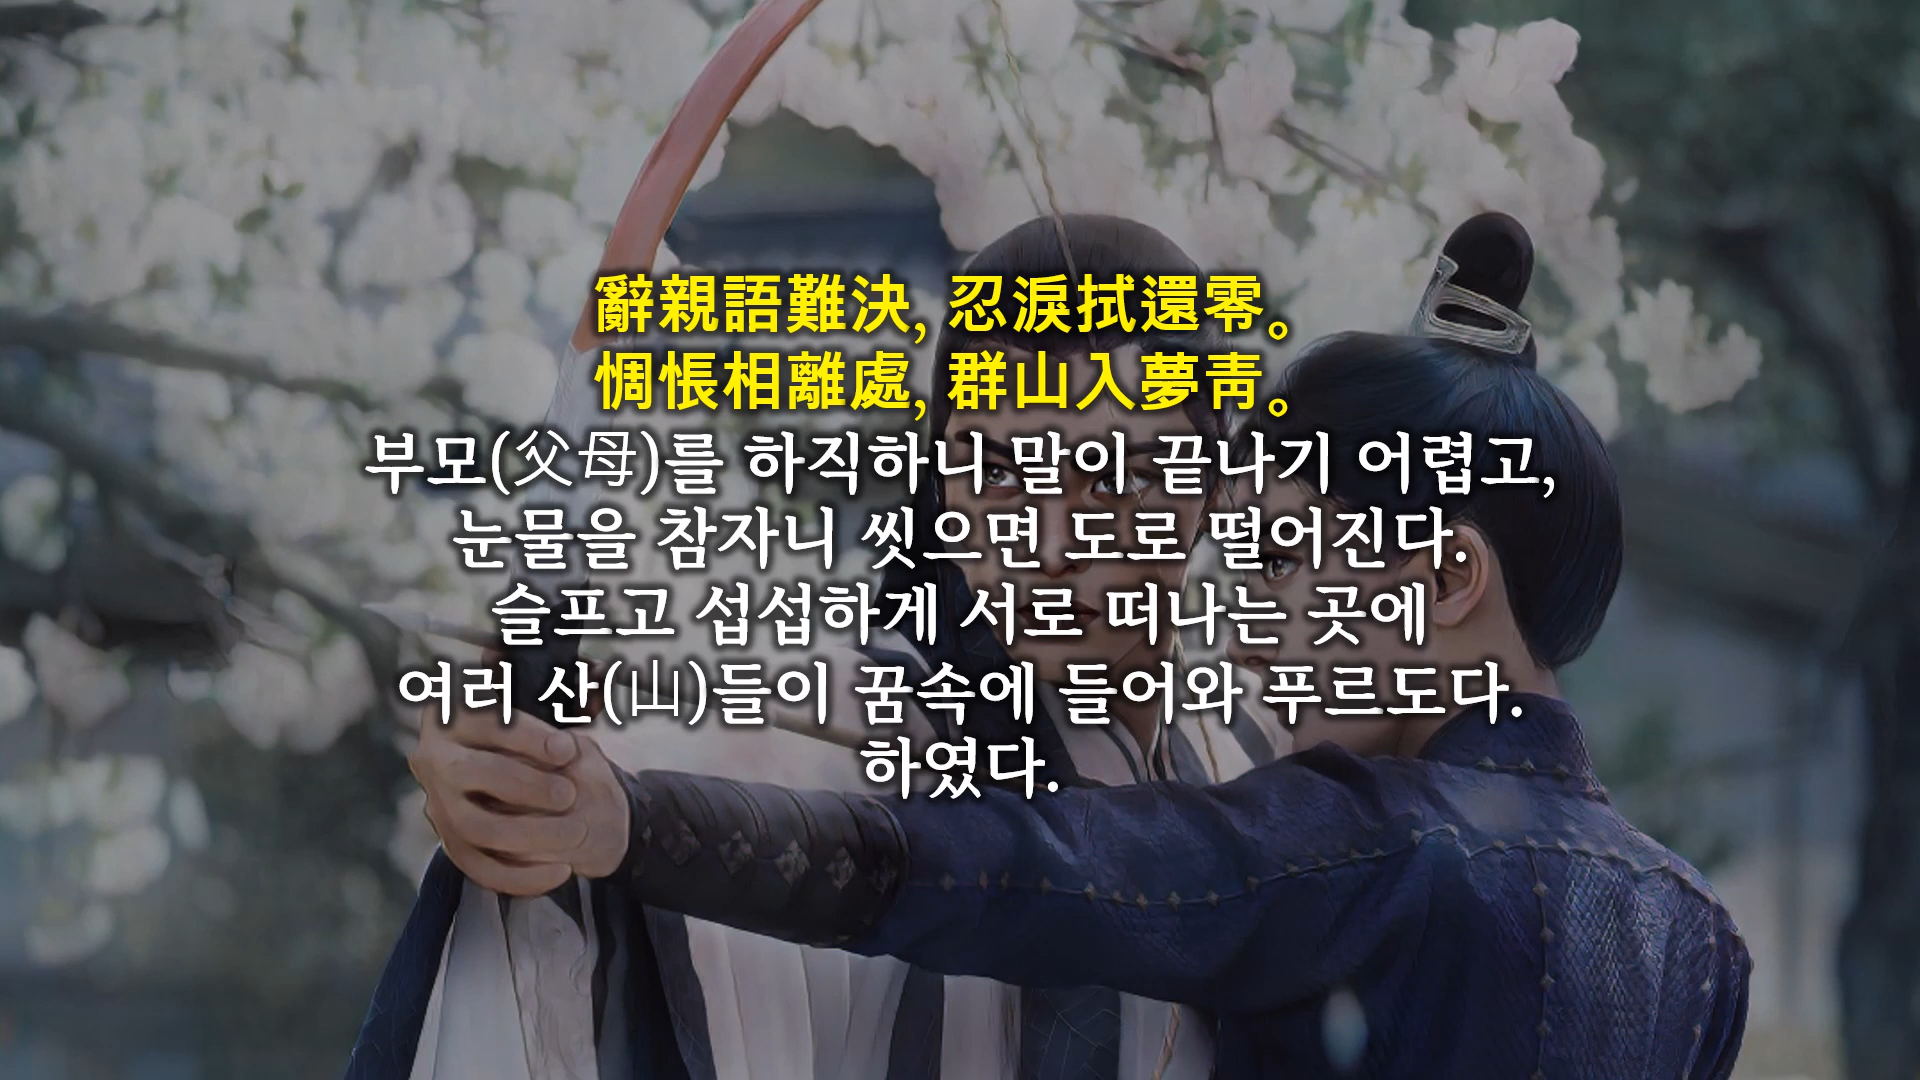 辭親語難決, 忍淚拭還零。
惆悵相離處, 群山入夢靑。
부모(父母)를 하직하니 말이 끝나기 어렵고,
눈물을 참자니 씻으면 도로 떨어진다.
슬프고 섭섭하게 서로 떠나는 곳에
여러 산(山)들이 꿈속에 들어와 푸르도다.
하였다.